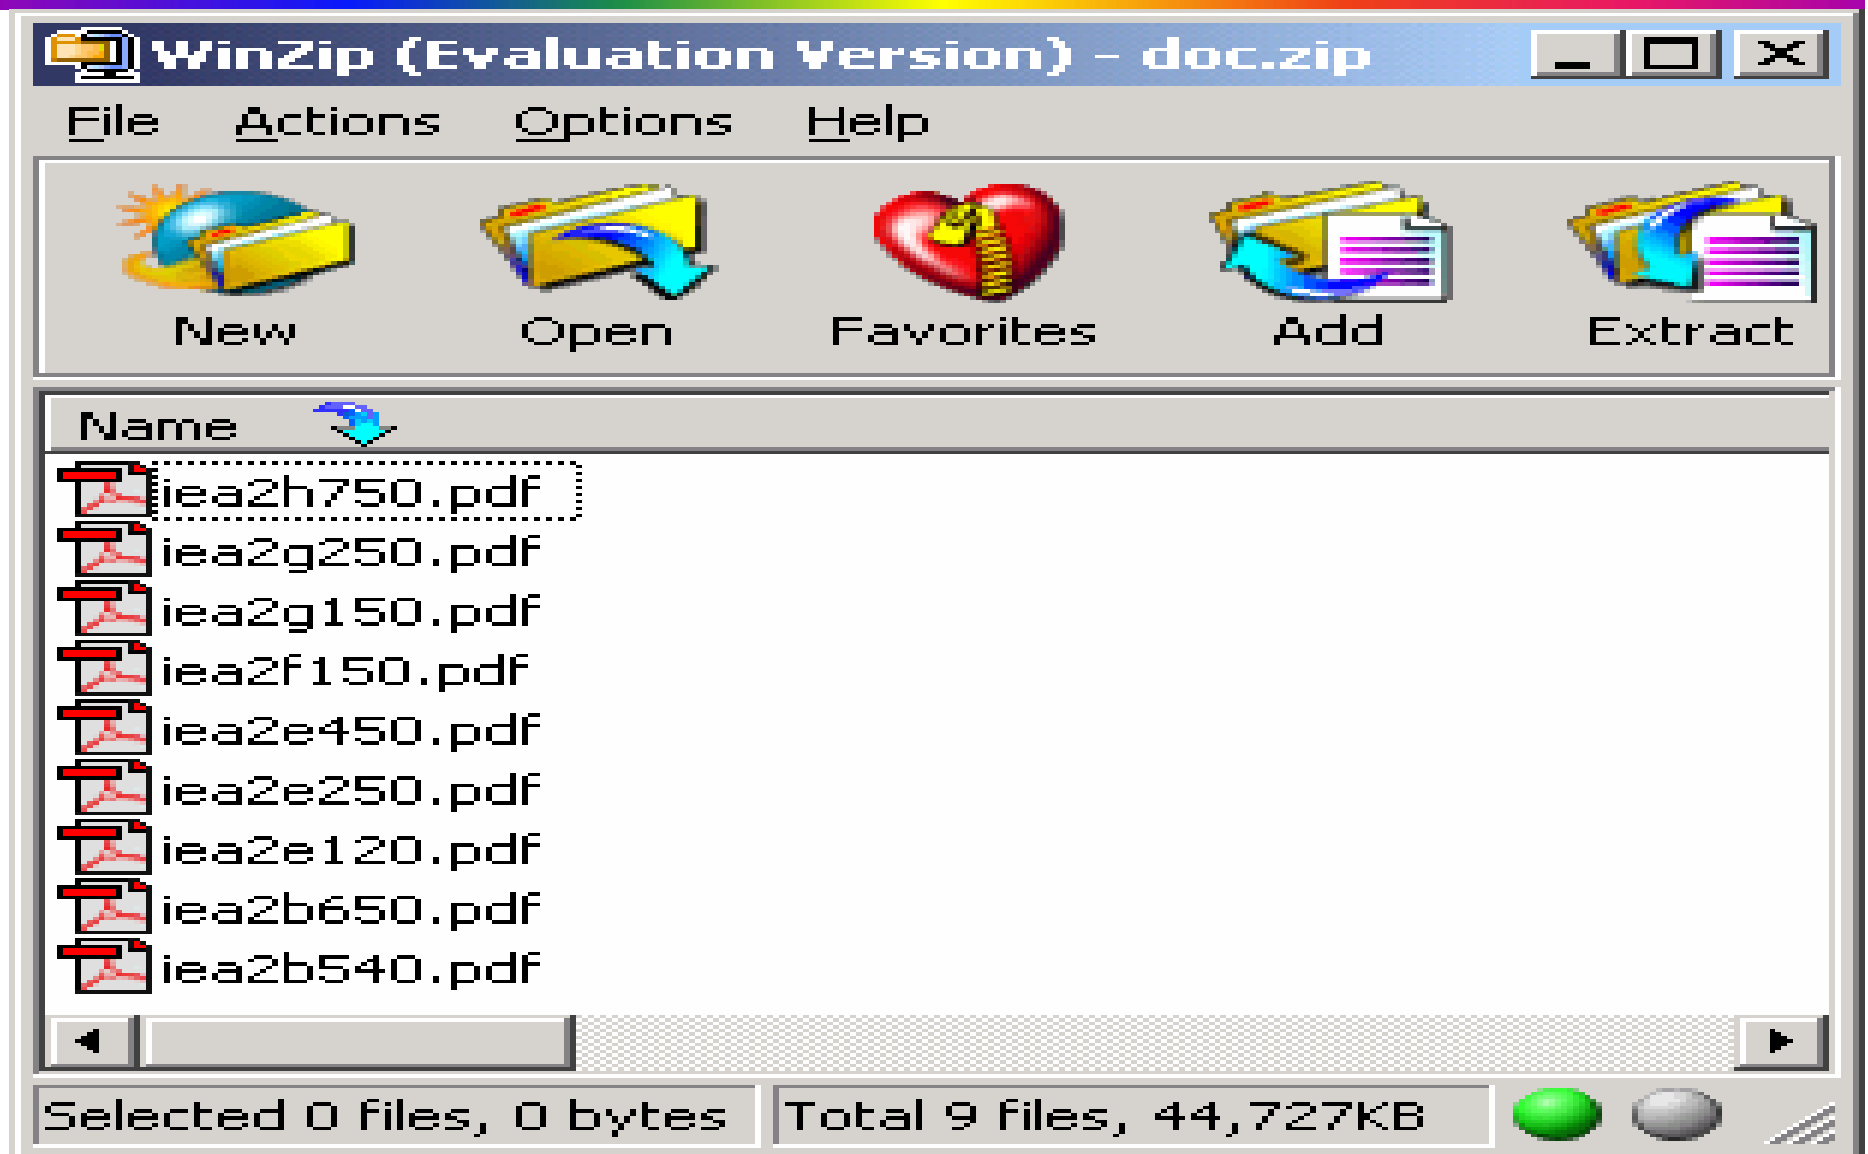 WinZip (Evaluation Version) - doc.zip
File Actions Options Help
New Open Favorites Add Extract
Name
iea2h750.pdf
iea2g250.pdf
iea2g150.pdf
iea2f150.pdf
iea2e450.pdf
iea2e250.pdf
iea2e120.pdf
iea2b650.pdf
iea2b540.pdf
Selected 0 files, 0 bytes Total 9 files, 44,727KB